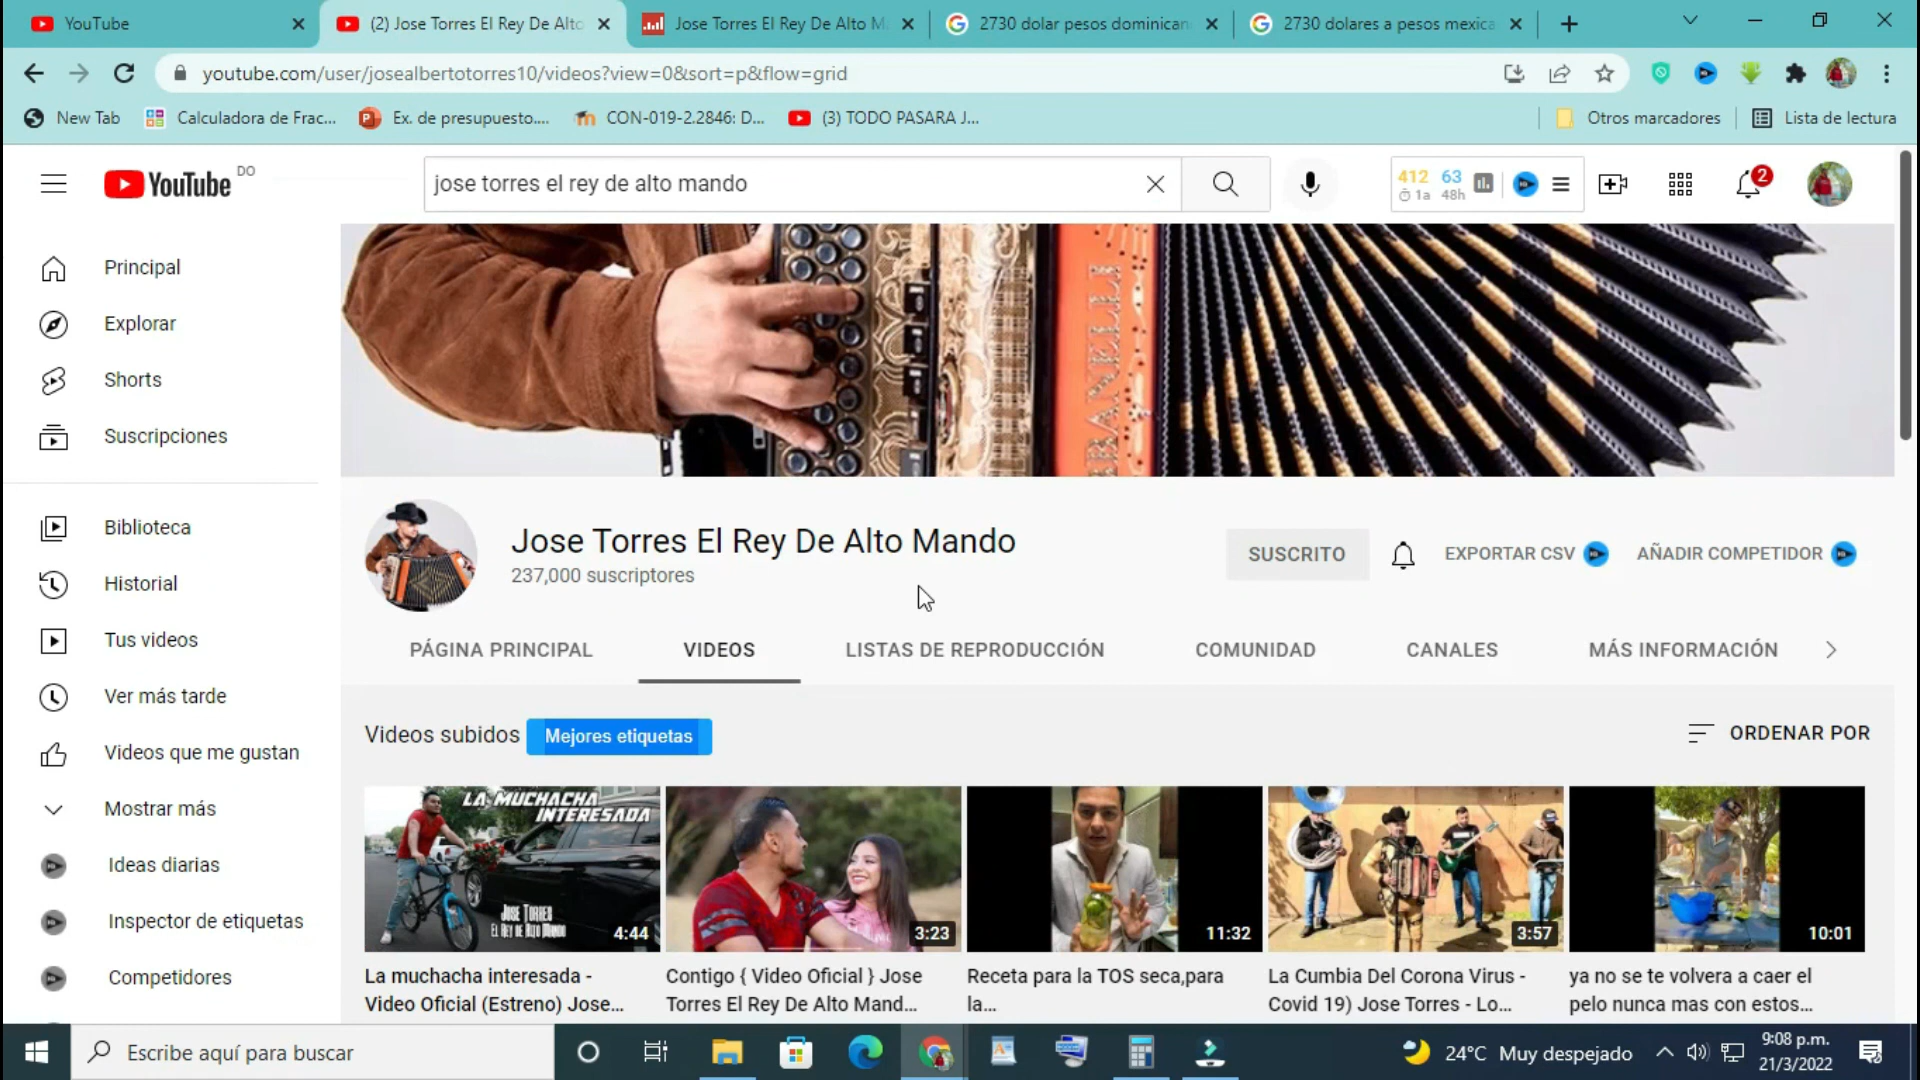 YouTube
(2) Jose Torres El Rey De Alto
Jose Torres El Rey De Alto M
2730 dolar pesos dominican
2730 dolares a pesos mexica
youtube.com/user/josealbertotorres10/videos?view=0&sort=p&flow=grid
New Tab
Calculadora de Frac...
Ex. de presupuesto....
CON-019-2.2846: D...
(3) TODO PASARA J...
Otros marcadores
Lista de lectura
YouTube DO
jose torres el rey de alto mando
412 63
1a 48h
2
Principal
Explorar
Shorts
Suscripciones
Biblioteca
Historial
Tus videos
Ver más tarde
Videos que me gustan
Mostrar más
Ideas diarias
Inspector de etiquetas
Competidores
Jose Torres El Rey De Alto Mando
237,000 suscriptores
SUSCRITO
EXPORTAR CSV
AÑADIR COMPETIDOR
PÁGINA PRINCIPAL
VIDEOS
LISTAS DE REPRODUCCIÓN
COMUNIDAD
CANALES
MÁS INFORMACIÓN
Videos subidos
Mejores etiquetas
ORDENAR POR
LA MUCHACHA
INTERESADA
JOSE TORRES
EL REY DE ALTO MANDO
4:44
3:23
11:32
3:57
10:01
La muchacha interesada -
Video Oficial (Estreno) Jose...
Contigo { Video Oficial } Jose
Torres El Rey De Alto Mand...
Receta para la TOS seca,para
la...
La Cumbia Del Corona Virus -
Covid 19) Jose Torres - Lo...
ya no se te volvera a caer el
pelo nunca mas con estos...
Escribe aquí para buscar
24°C Muy despejado
9:08 p.m.
21/3/2022